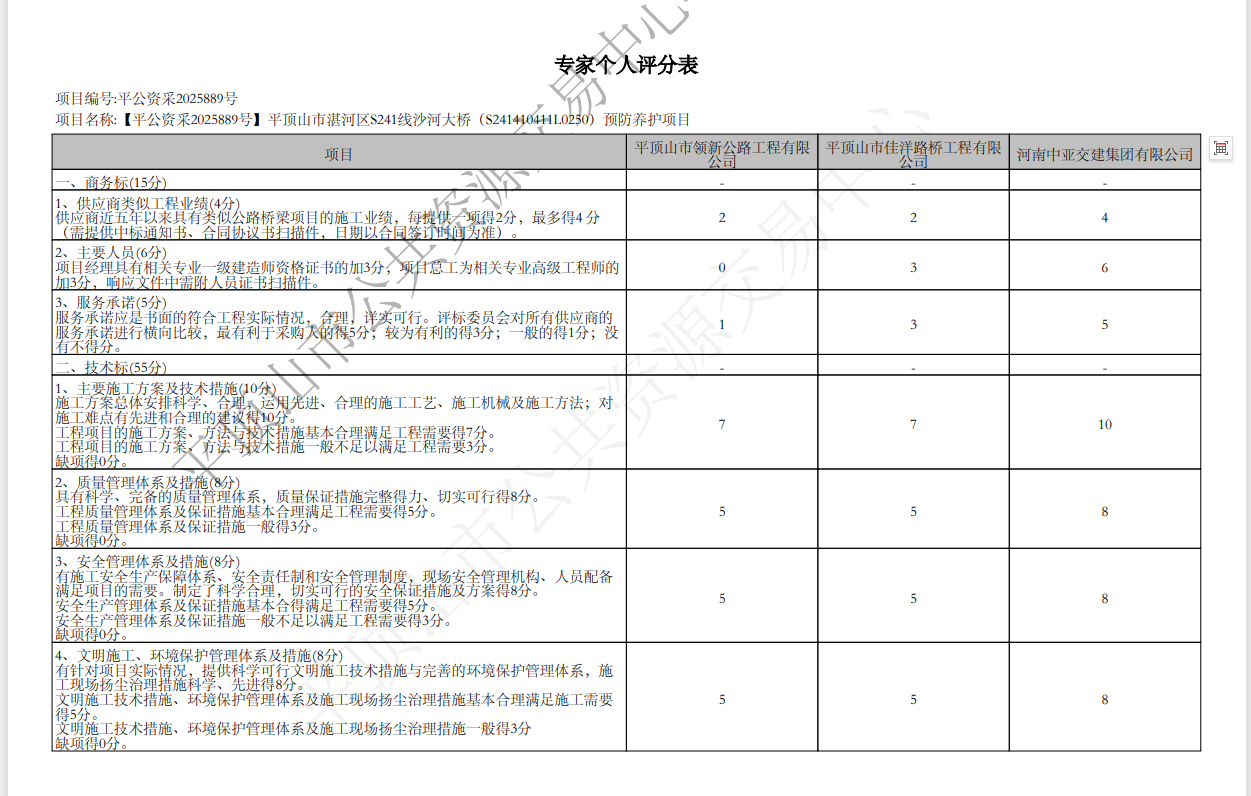 专家个人评分表
项目编号:平公资采2025889号
项目名称:【平公资采2025889号】平顶山市湛河区S241线沙河大桥（S241410411L0250）预防养护项目
项目
平顶山市领新公路工程有限公司
平顶山市佳洋路桥工程有限公司
河南中亚交建集团有限公司
一、商务标(15分)
-
-
-
1、供应商类似工程业绩(4分)
供应商近五年以来具有类似公路桥梁项目的施工业绩，每提供一项得2分，最多得4 分
（需提供中标通知书、合同协议书扫描件，日期以合同签订时间为准）。
2
2
4
2、主要人员(6分)
项目经理具有相关专业一级建造师资格证书的加3分；项目总工为相关专业高级工程师的
加3分，响应文件中需附人员证书扫描件。
0
3
6
3、服务承诺(5分)
服务承诺应是书面的符合工程实际情况，合理，详实可行。评标委员会对所有供应商的
服务承诺进行横向比较，最有利于采购人的得5分；较为有利的得3分；一般的得1分；没
有不得分。
1
3
5
二、技术标(55分)
-
-
-
1、主要施工方案及技术措施(10分)
施工方案总体安排科学、合理，运用先进、合理的施工工艺、施工机械及施工方法；对
施工难点有先进和合理的建议得10分。
工程项目的施工方案、方法与技术措施基本合理满足工程需要得7分。
工程项目的施工方案、方法与技术措施一般不足以满足工程需要3分。
缺项得0分。
7
7
10
2、质量管理体系及措施(8分)
具有科学、完备的质量管理体系，质量保证措施完整得力、切实可行得8分。
工程质量管理体系及保证措施基本合理满足工程需要得5分。
工程质量管理体系及保证措施一般得3分。
缺项得0分。
5
5
8
3、安全管理体系及措施(8分)
有施工安全生产保障体系、安全责任制和安全管理制度，现场安全管理机构、人员配备
满足项目的需要。制定了科学合理，切实可行的安全保证措施及方案得8分。
安全生产管理体系及保证措施基本合得满足工程需要得5分。
安全生产管理体系及保证措施一般不足以满足工程需要得3分。
缺项得0分。
5
5
8
4、文明施工、环境保护管理体系及措施(8分)
有针对项目实际情况，提供科学可行文明施工技术措施与完善的环境保护管理体系，施
工现场扬尘治理措施科学、先进得8分。
文明施工技术措施、环境保护管理体系及施工现场扬尘治理措施基本合理满足施工需要
得5分。
文明施工技术措施、环境保护管理体系及施工现场扬尘治理措施一般得3分
缺项得0分。
5
5
8
平顶山市公共资源交易中心
平顶山市公共资源交易中心